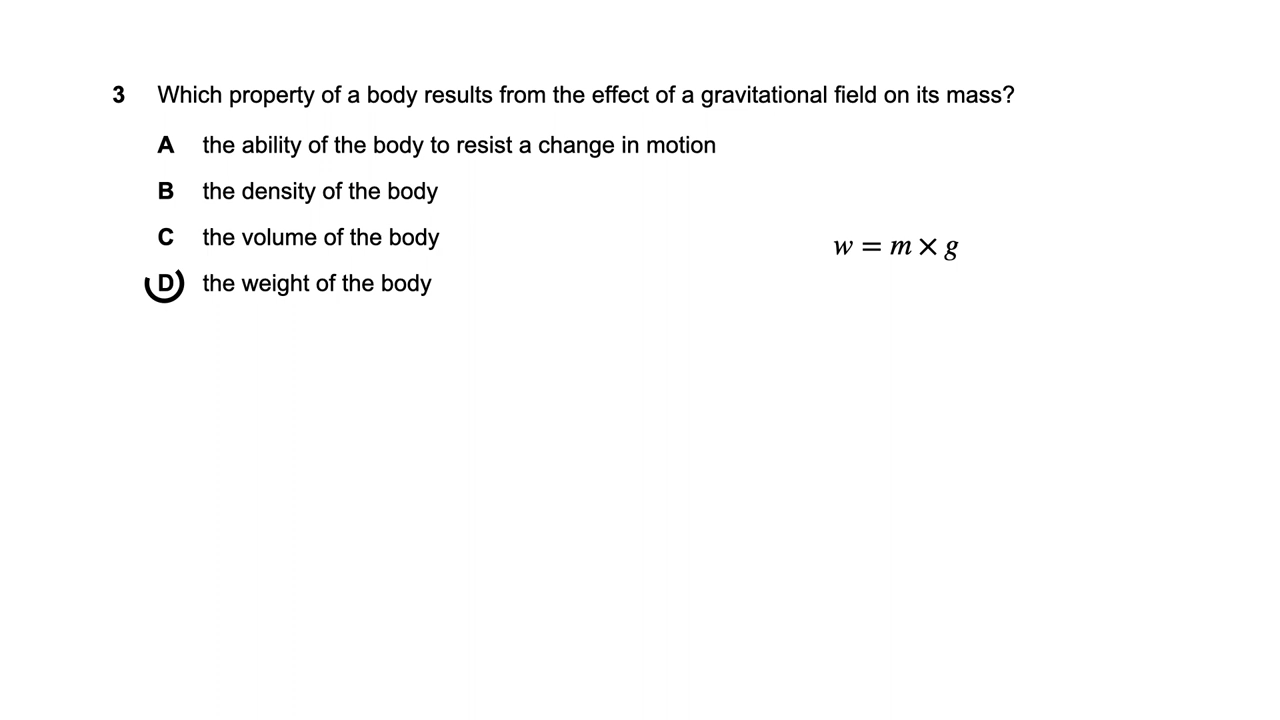 3 Which property of a body results from the effect of a gravitational field on its mass?
A the ability of the body to resist a change in motion
B the density of the body
C the volume of the body
w = m × g
D the weight of the body